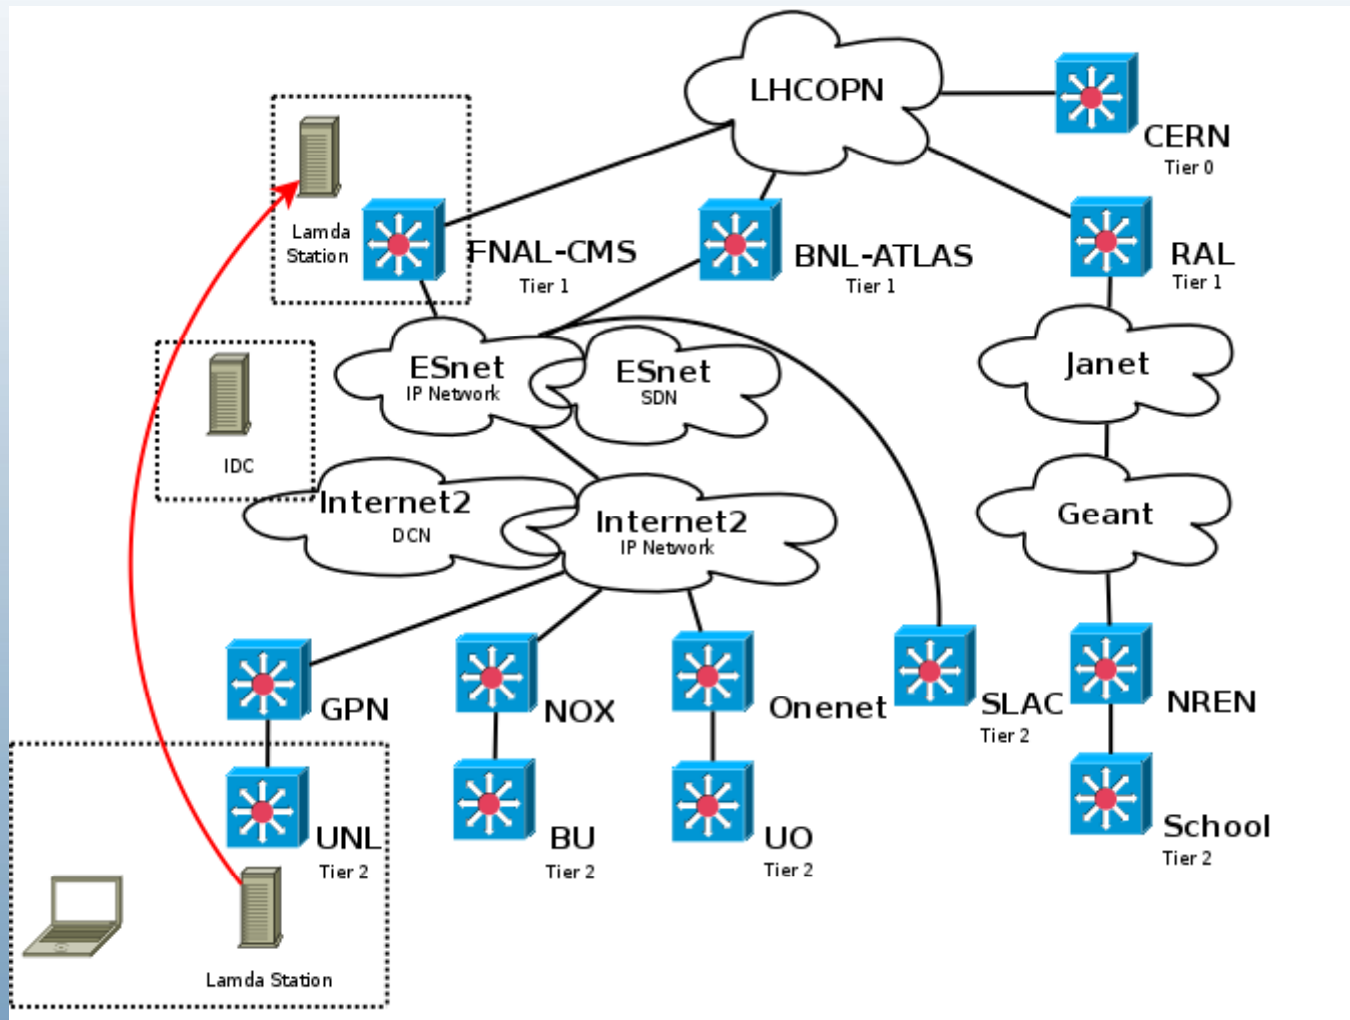 LHCOPN
CERN
Tier 0
Lamda
Station
FNAL-CMS
Tier 1
BNL-ATLAS
Tier 1
RAL
Tier 1
ESnet
IP Network
ESnet
SDN
Janet
IDC
Internet2
DCN
Internet2
IP Network
Geant
GPN
NOX
Onenet
SLAC
Tier 2
NREN
UNL
Tier 2
BU
Tier 2
UO
Tier 2
School
Tier 2
Lamda Station